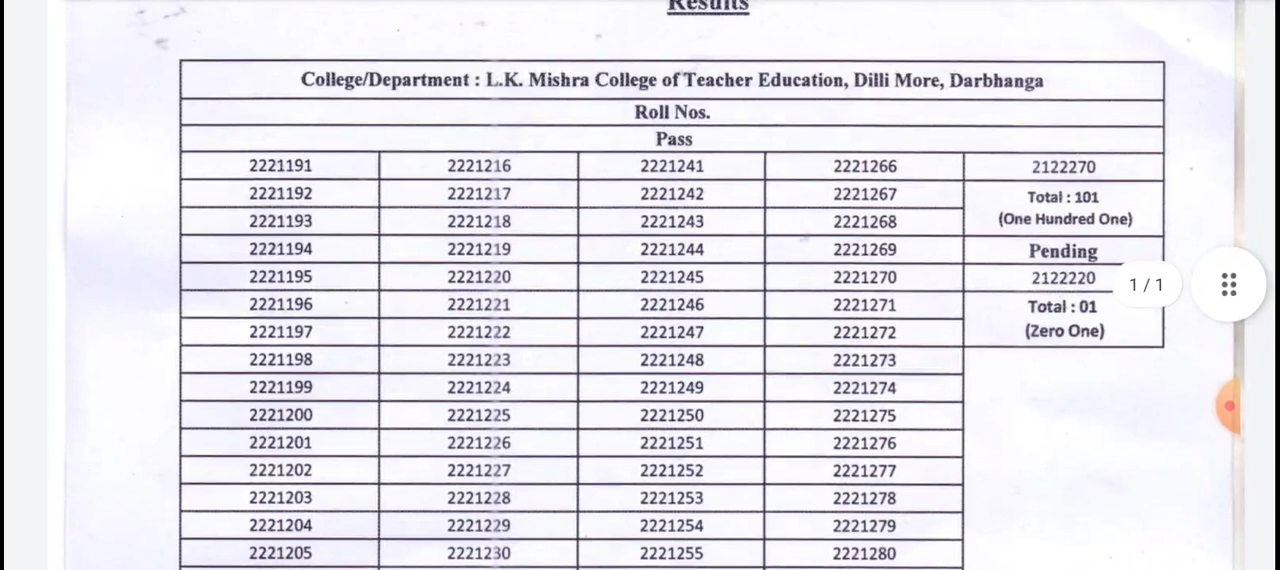 Results
College/Department : L.K. Mishra College of Teacher Education, Dilli More, Darbhanga
Roll Nos.
Pass
2221191 2221216 2221241 2221266 2122270
2221192 2221217 2221242 2221267 Total : 101
2221193 2221218 2221243 2221268 (One Hundred One)
2221194 2221219 2221244 2221269 Pending
2221195 2221220 2221245 2221270 2122220 1 / 1
2221196 2221221 2221246 2221271 Total : 01
2221197 2221222 2221247 2221272 (Zero One)
2221198 2221223 2221248 2221273
2221199 2221224 2221249 2221274
2221200 2221225 2221250 2221275
2221201 2221226 2221251 2221276
2221202 2221227 2221252 2221277
2221203 2221228 2221253 2221278
2221204 2221229 2221254 2221279
2221205 2221230 2221255 2221280